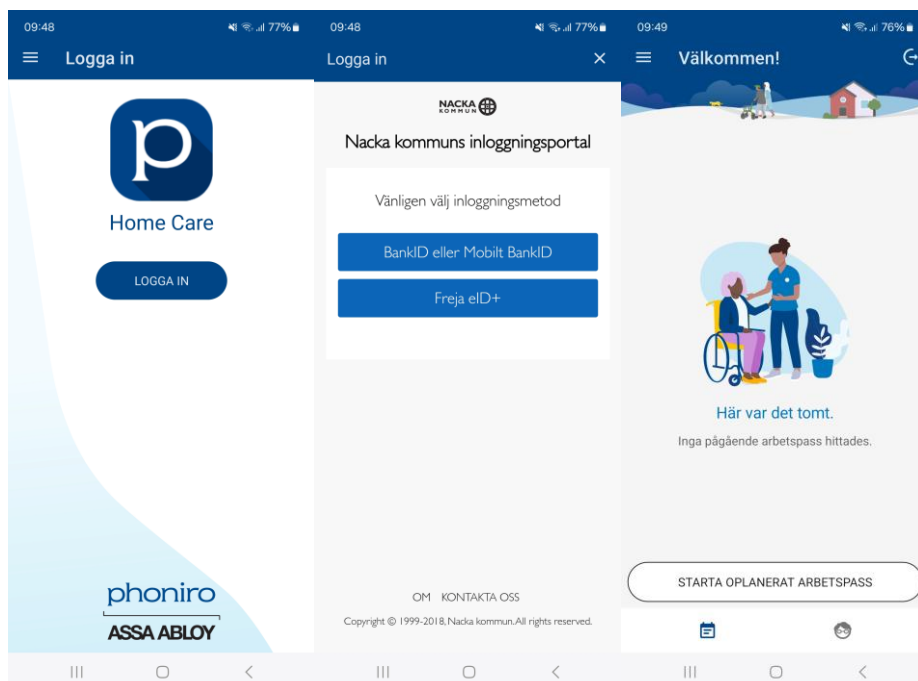 09:48
77%
Logga in
p
Home Care
LOGGA IN
phoniro
ASSA ABLOY
09:48
77%
Logga in
NACKA
KOMMUN
Nacka kommuns inloggningsportal
Vänligen välj inloggningsmetod
BankID eller Mobilt BankID
Freja eID+
OM KONTAKTA OSS
Copyright © 1999-2018, Nacka kommun. All rights reserved.
09:49
76%
Välkommen!
Här var det tomt.
Inga pågående arbetspass hittades.
STARTA OPLANERAT ARBETSPASS